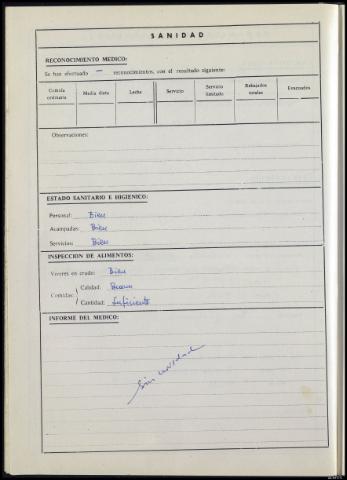 SANIDAD
RECONOCIMIENTO MEDICO:
Se han efectuado — reconocimientos, con el resultado siguiente:
Comida ordinaria Media dieta Leche Servicio Servicio limitado Rebajados totales Evacuados
Observaciones:
ESTADO SANITARIO E HIGIENICO:
Personal: Bien
Acampadas: Bien
Servicios: Bien
INSPECCION DE ALIMENTOS:
Víveres en crudo: Bien
Comidas: Calidad: Buena
Cantidad: Suficiente
INFORME DEL MEDICO:
Sin novedad